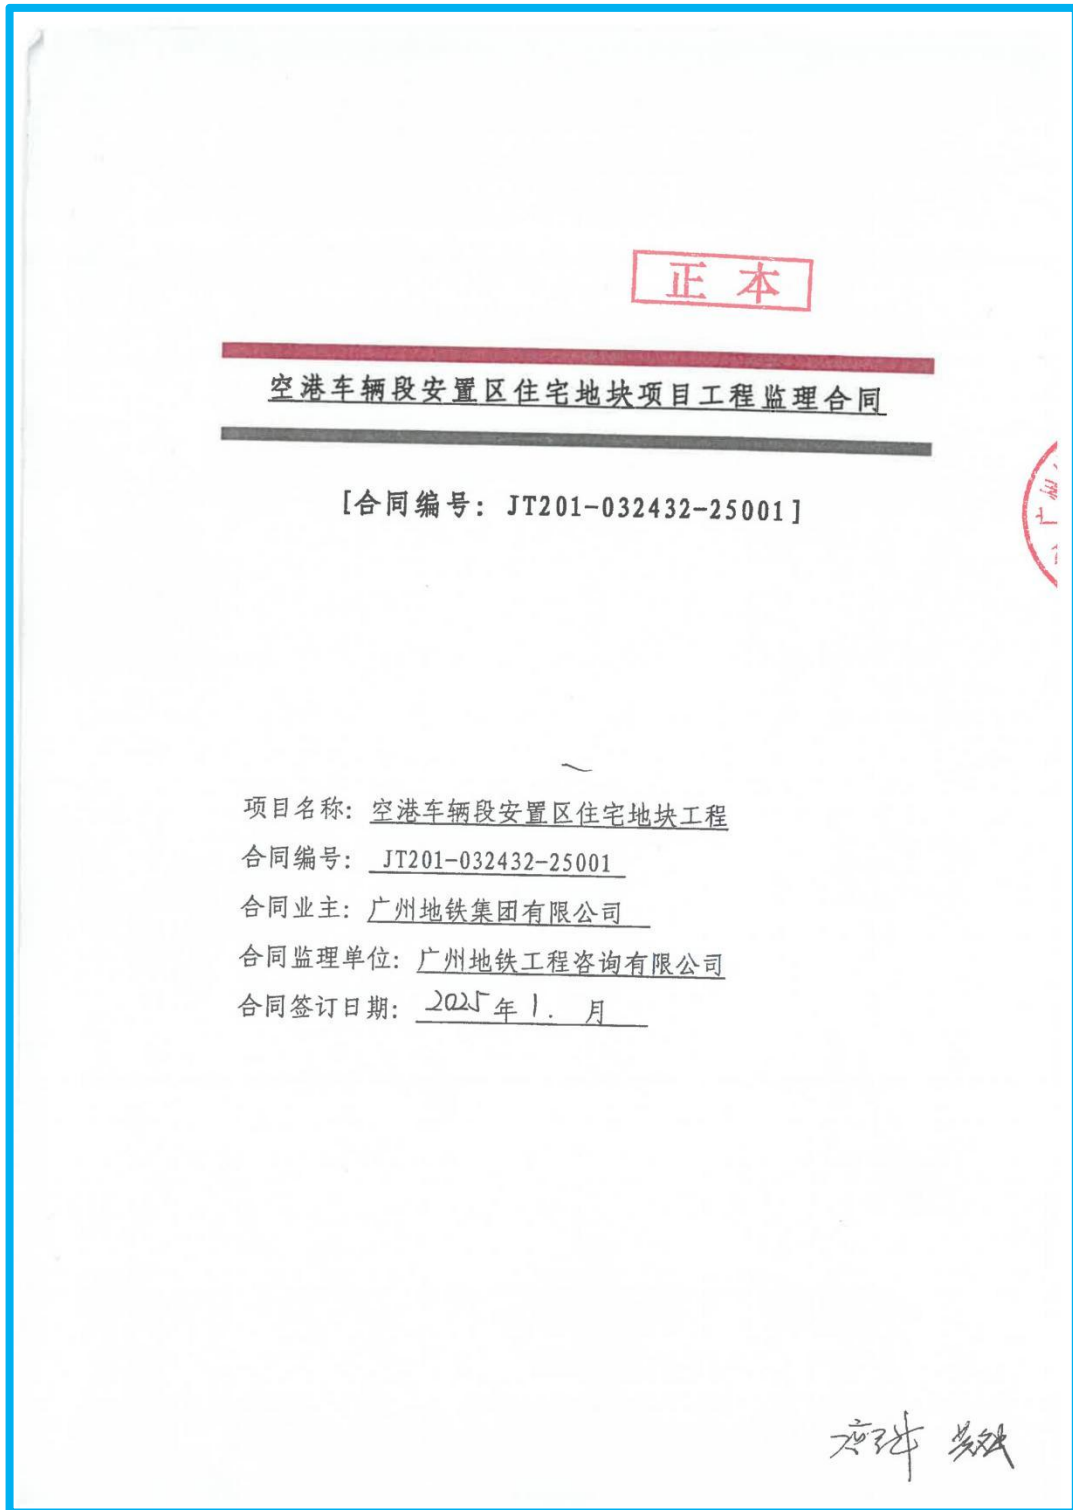 正本
空港车辆段安置区住宅地块项目工程监理合同
[合同编号：JT201-032432-25001]
项目名称：空港车辆段安置区住宅地块工程
合同编号：JT201-032432-25001
合同业主：广州地铁集团有限公司
合同监理单位：广州地铁工程咨询有限公司
合同签订日期：2025年1.月